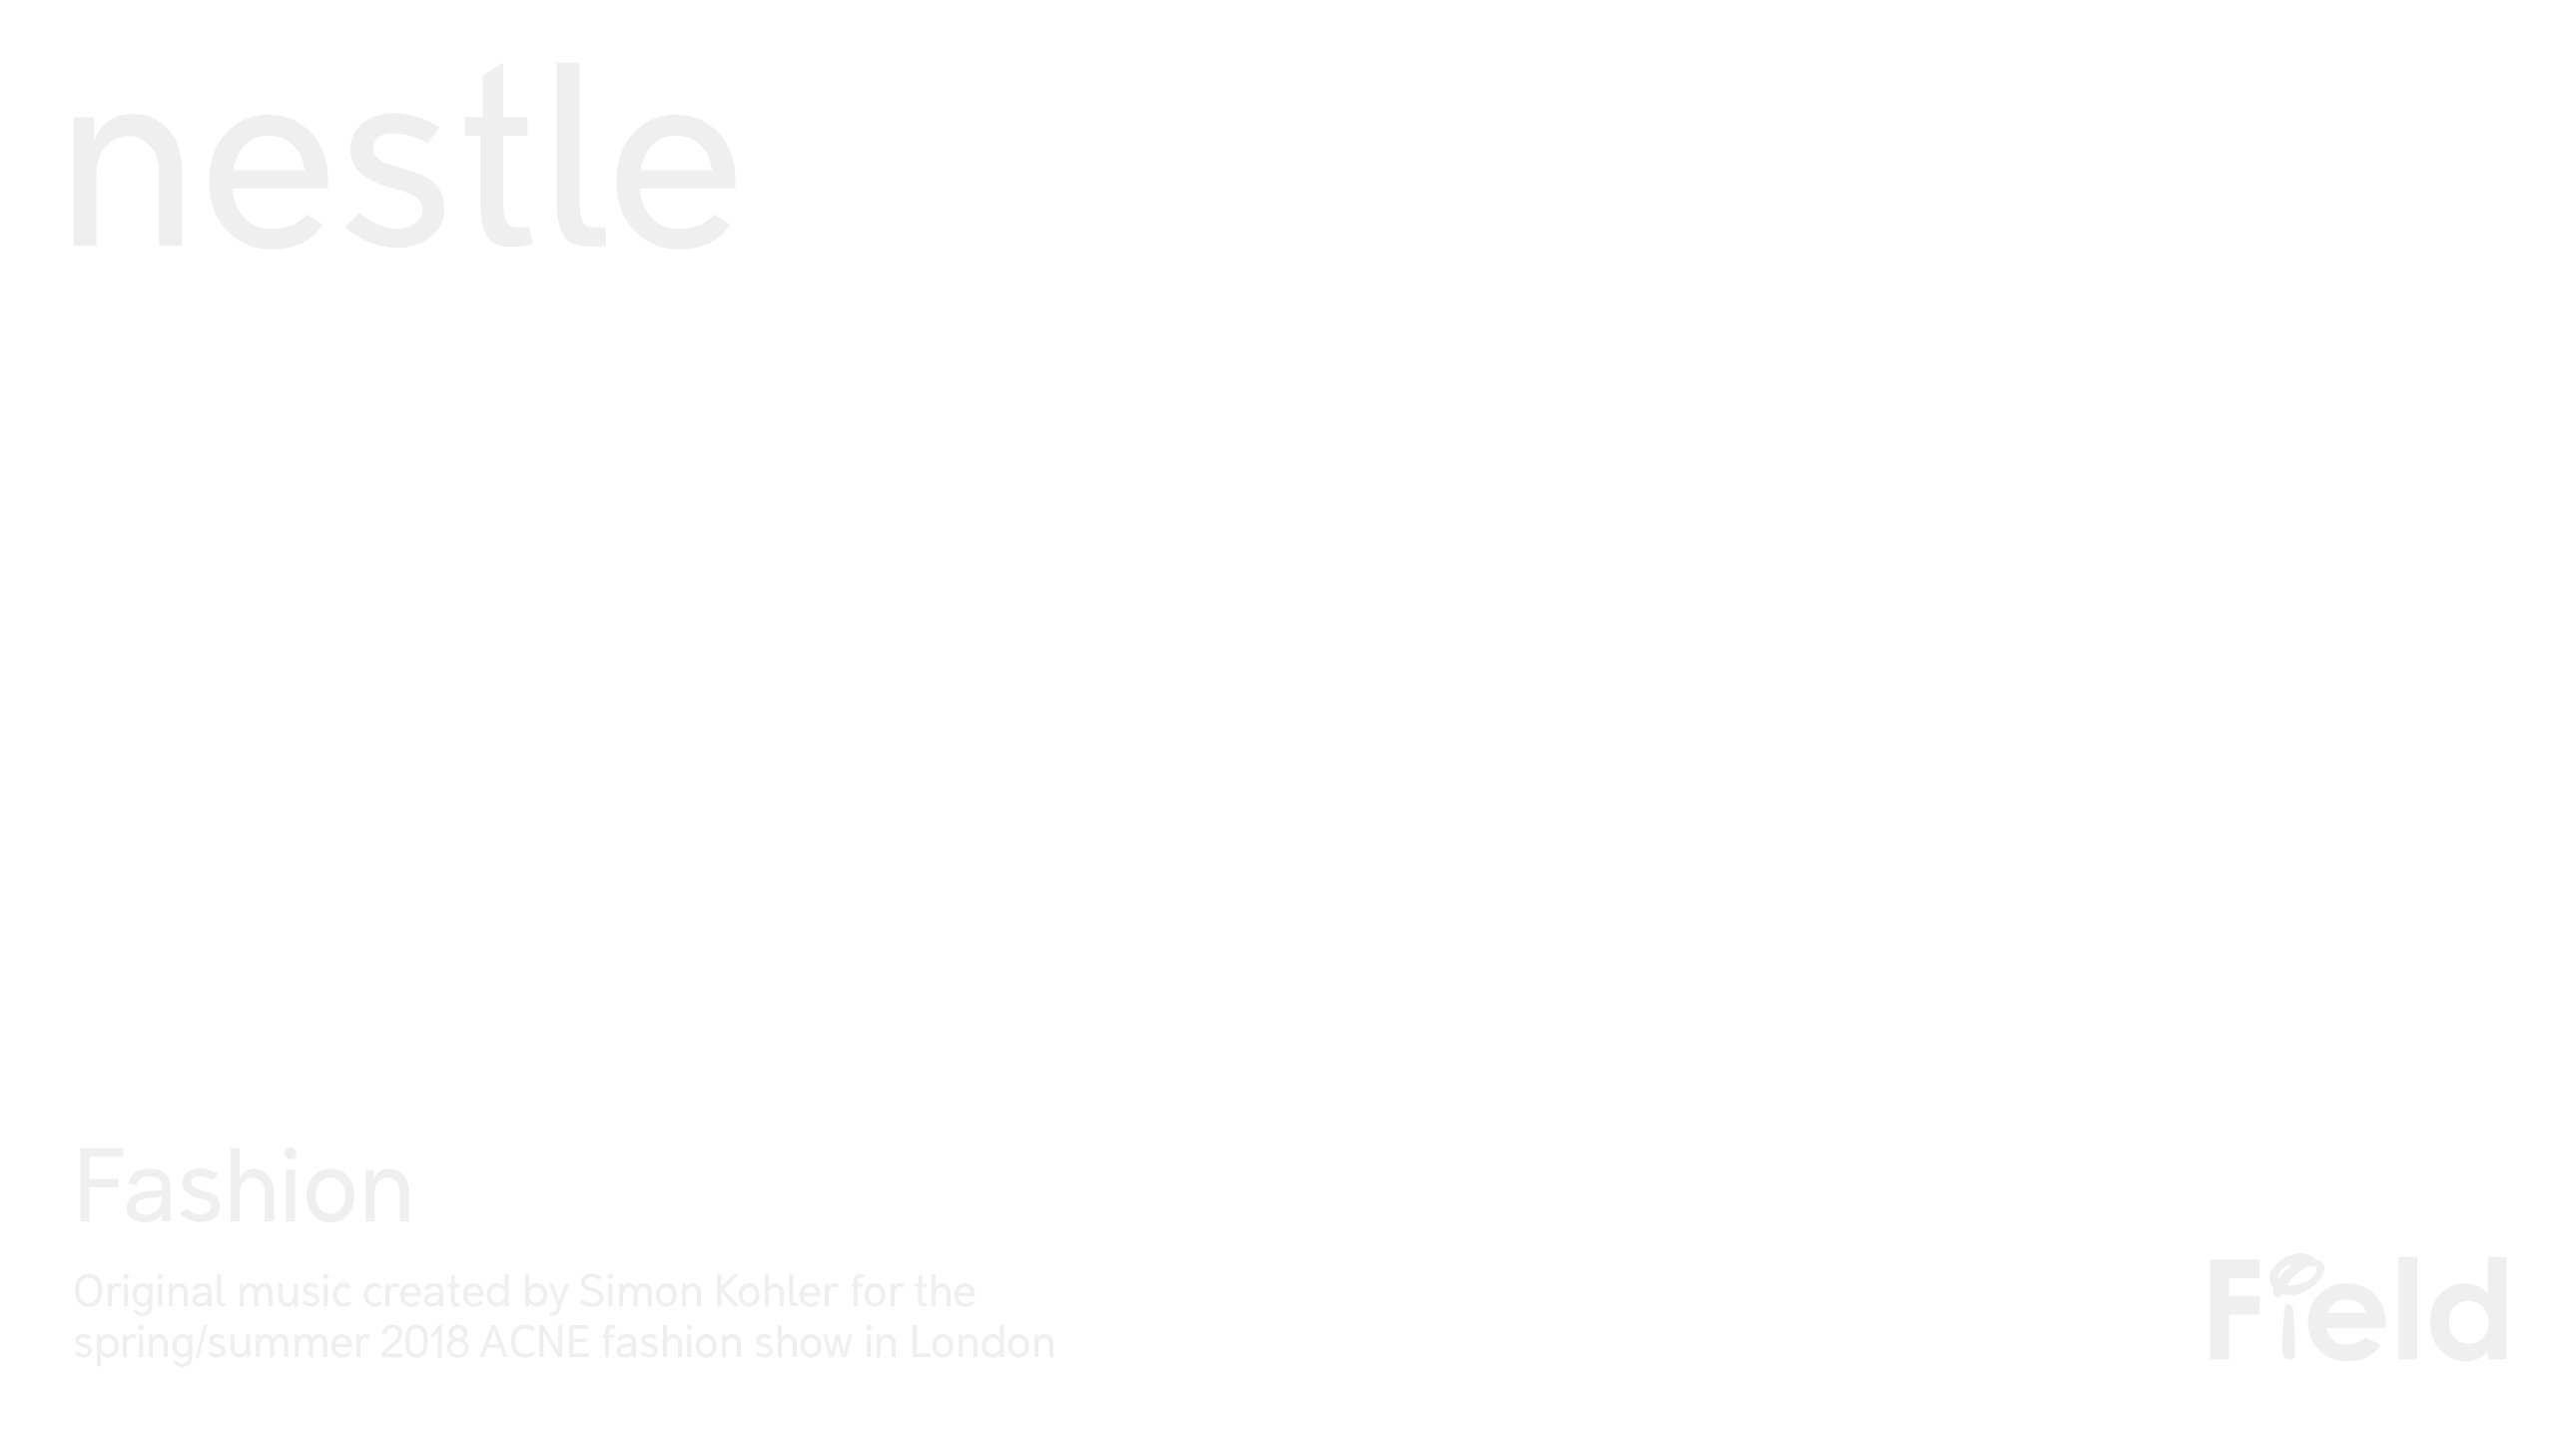 nestle
Fashion
Original music created by Simon Kohler for the
spring/summer 2018 ACNE fashion show in London
Field